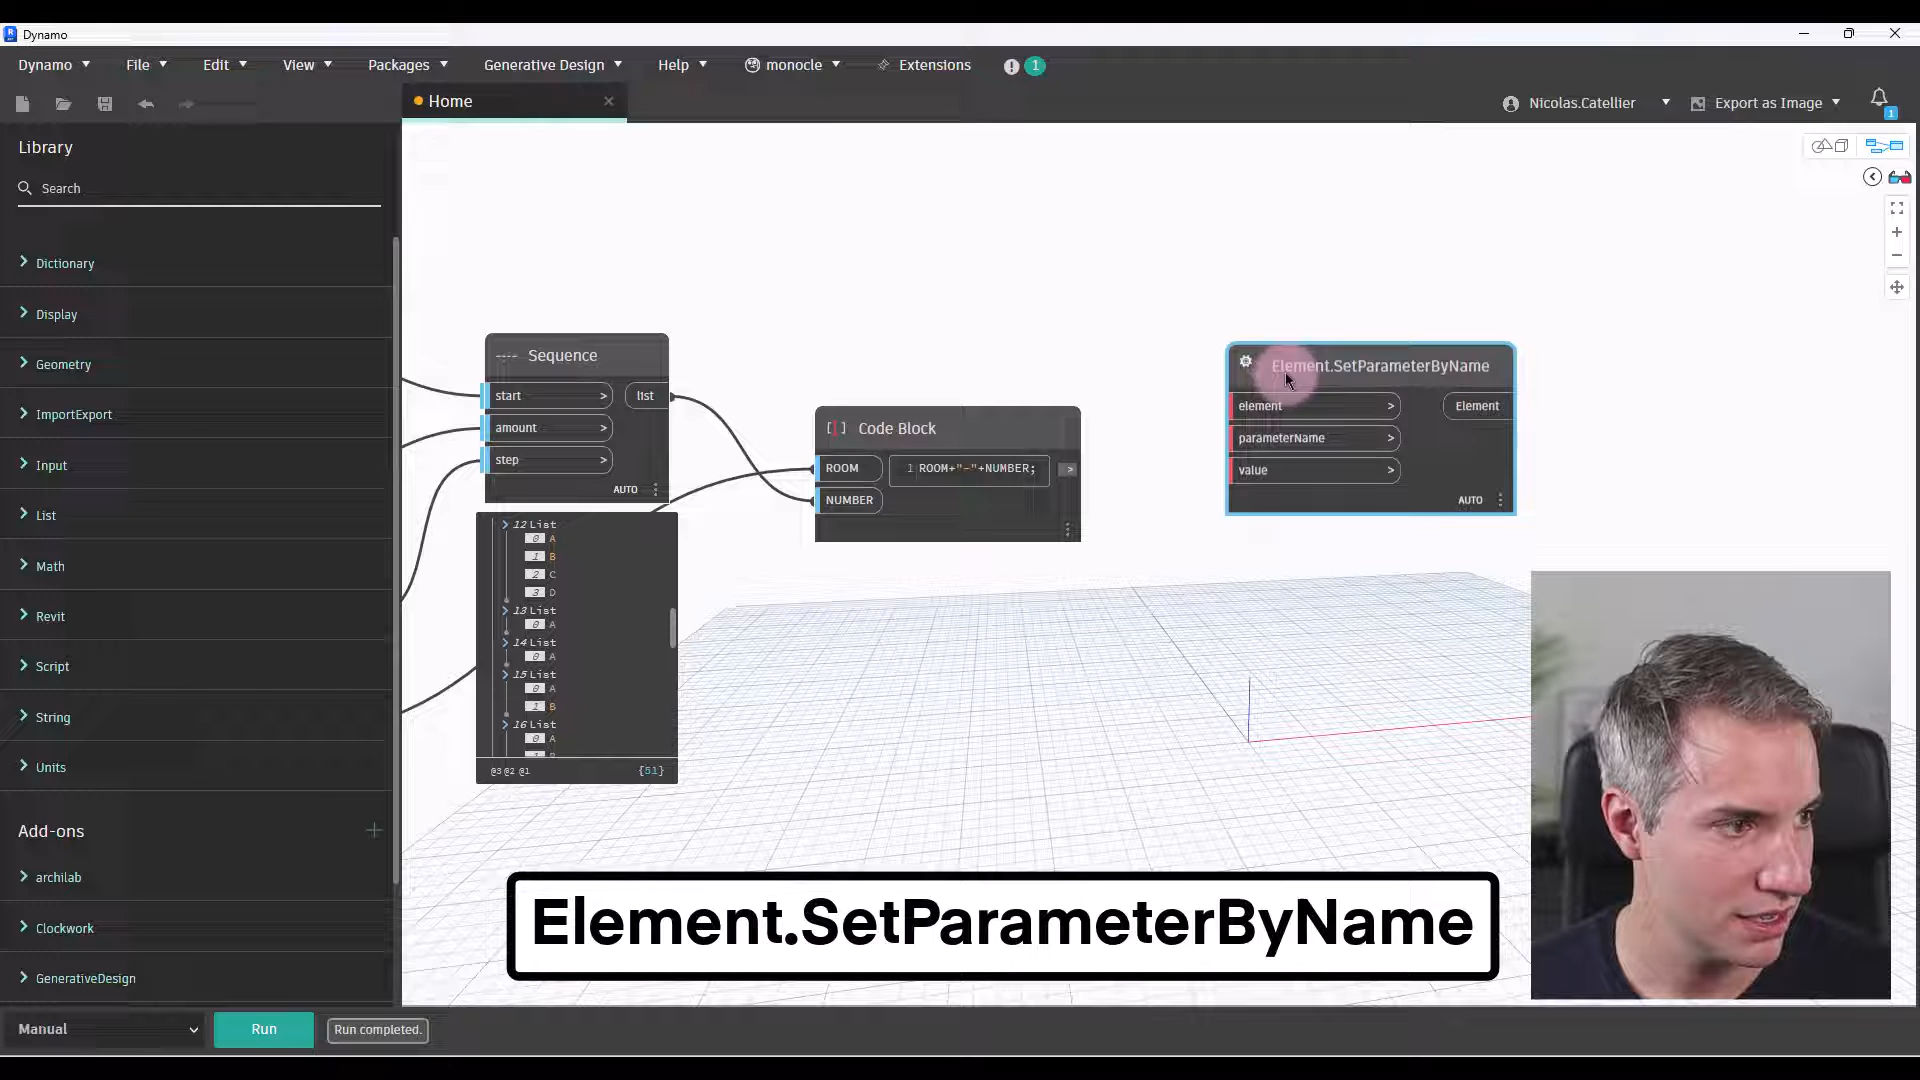 Dynamo
Dynamo File Edit View Packages Generative Design Help monocle Extensions 1
Home
Nicolas.Catellier Export as Image 1
Library
Search
Dictionary
Display
Geometry
ImportExport
Input
List
Math
Revit
Script
String
Units
Add-ons
archilab
Clockwork
GenerativeDesign
Sequence
start > list
amount >
step >
AUTO
12 List
0 A
1 B
2 C
3 D
13 List
0 A
14 List
0 A
15 List
0 A
1 B
16 List
0 A
@3 @2 @1 {51}
Code Block
ROOM 1 ROOM+"-"+NUMBER; >
NUMBER
Element.SetParameterByName
element > Element
parameterName >
value >
AUTO
Element.SetParameterByName
Manual Run Run completed.